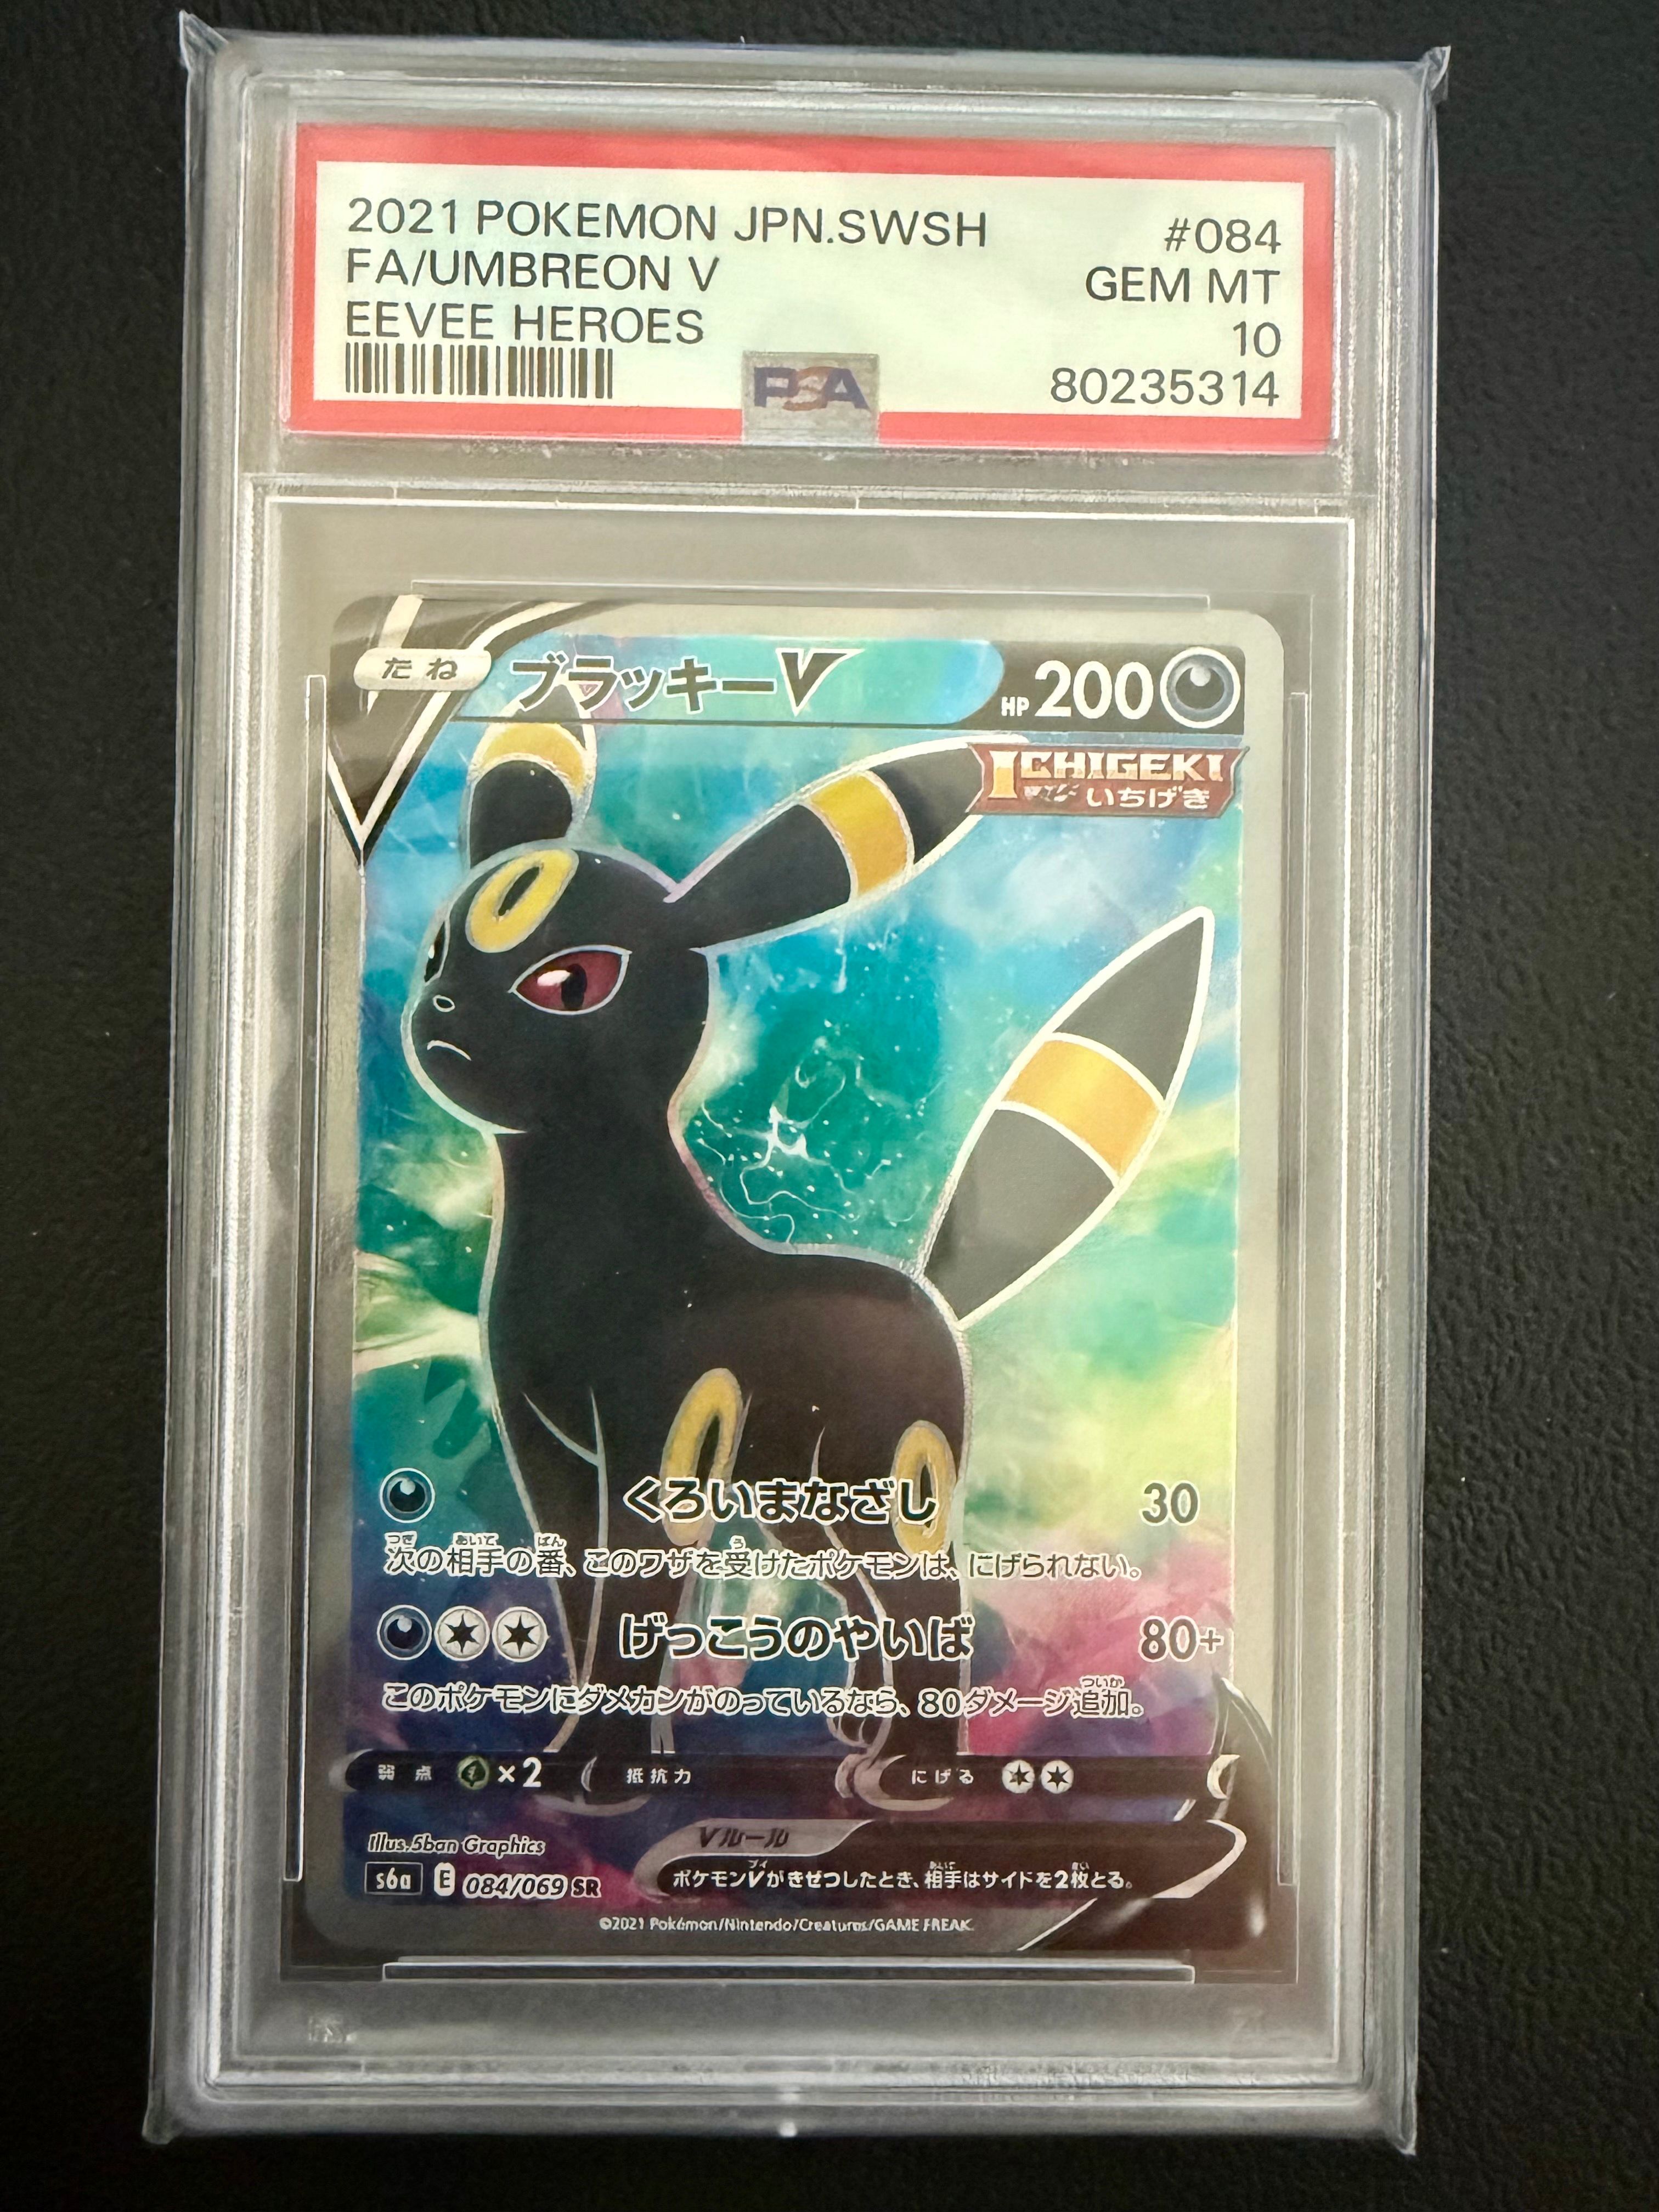 2021 POKEMON JPN.SWSH #084
FA/UMBREON V GEM MT
EEVEE HEROES 10
PSA 80235314
たね ブラッキーV HP 200
ICHIGEKI
いちげき
くろいまなざし 30
次の相手の番、このワザを受けたポケモンは、にげられない。
げっこうのやいば 80+
このポケモンにダメカンがのっているなら、80ダメージ追加。
弱点 ×2 抵抗力 にげる
Illus. 5ban Graphics
Vルール
s6a E 084/069 SR
ポケモンVがきぜつしたとき、相手はサイドを2枚とる。
©2021 Pokémon/Nintendo/Creatures/GAME FREAK.